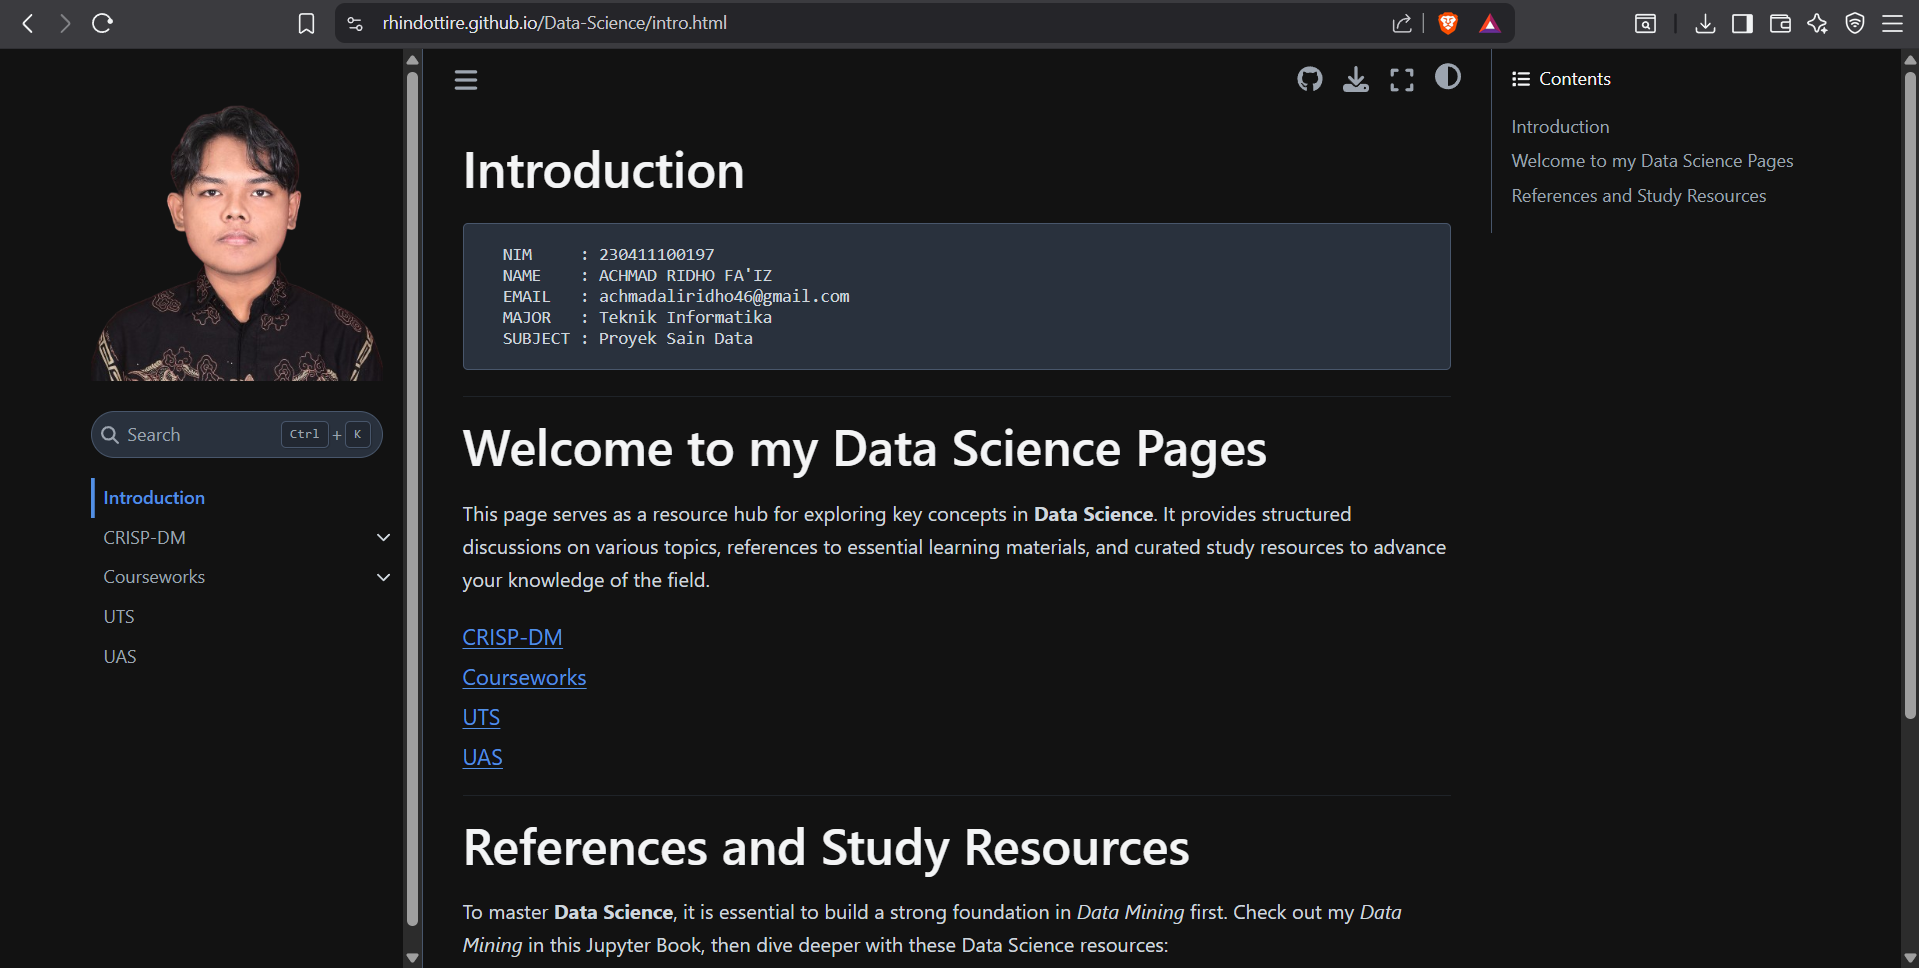 rhindottire.github.io/Data-Science/intro.html
Search
Ctrl + K
Introduction
CRISP-DM
Courseworks
UTS
UAS
Introduction
NIM : 230411100197
NAME : ACHMAD RIDHO FA'IZ
EMAIL : achmadaliridho46@gmail.com
MAJOR : Teknik Informatika
SUBJECT : Proyek Sain Data
Welcome to my Data Science Pages
This page serves as a resource hub for exploring key concepts in Data Science. It provides structured
discussions on various topics, references to essential learning materials, and curated study resources to advance
your knowledge of the field.
CRISP-DM
Courseworks
UTS
UAS
References and Study Resources
To master Data Science, it is essential to build a strong foundation in Data Mining first. Check out my Data
Mining in this Jupyter Book, then dive deeper with these Data Science resources:
Contents
Introduction
Welcome to my Data Science Pages
References and Study Resources